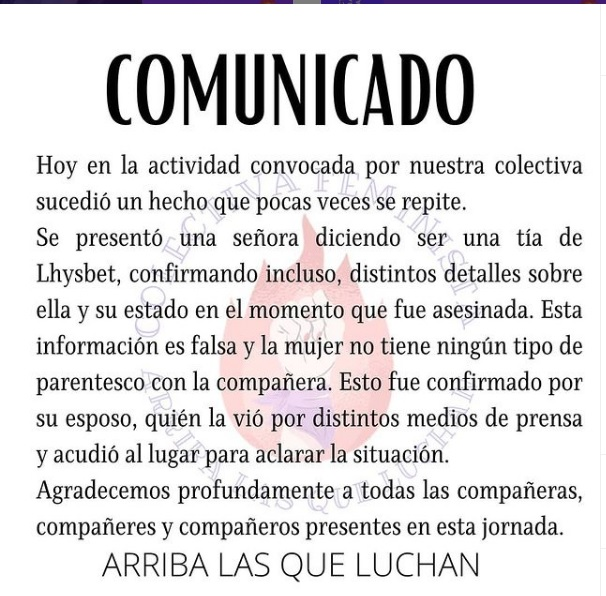 COMUNICADO
Hoy en la actividad convocada por nuestra colectiva
sucedió un hecho que pocas veces se repite.
Se presentó una señora diciendo ser una tía de
Lhysbet, confirmando incluso, distintos detalles sobre
ella y su estado en el momento que fue asesinada. Esta
información es falsa y la mujer no tiene ningún tipo de
parentesco con la compañera. Esto fue confirmado por
su esposo, quién la vió por distintos medios de prensa
y acudió al lugar para aclarar la situación.
Agradecemos profundamente a todas las compañeras,
compañeres y compañeros presentes en esta jornada.
ARRIBA LAS QUE LUCHAN
COLECTIVA FEMINISTA
ARRIBA LAS QUE LUCHAN